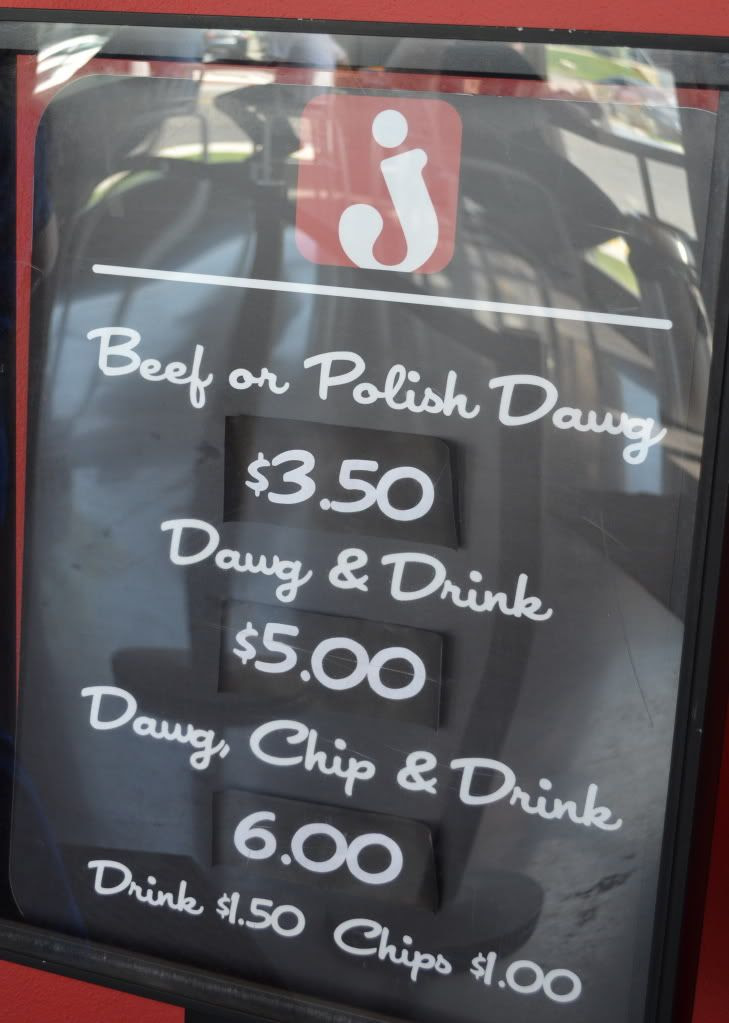 j
Beef or Polish Dawg
$3.50
Dawg & Drink
$5.00
Dawg, Chip & Drink
6.00
Drink $1.50 Chips $1.00